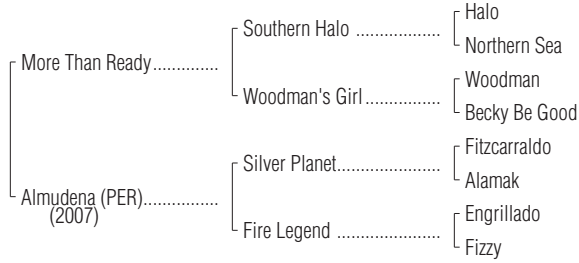 Halo
Southern Halo ..................
Northern Sea
More Than Ready..............
Woodman
Woodman's Girl ................
Becky Be Good
Fitzcarraldo
Silver Planet......................
Alamak
Almudena (PER)................
(2007)
Engrillado
Fire Legend ......................
Fizzy